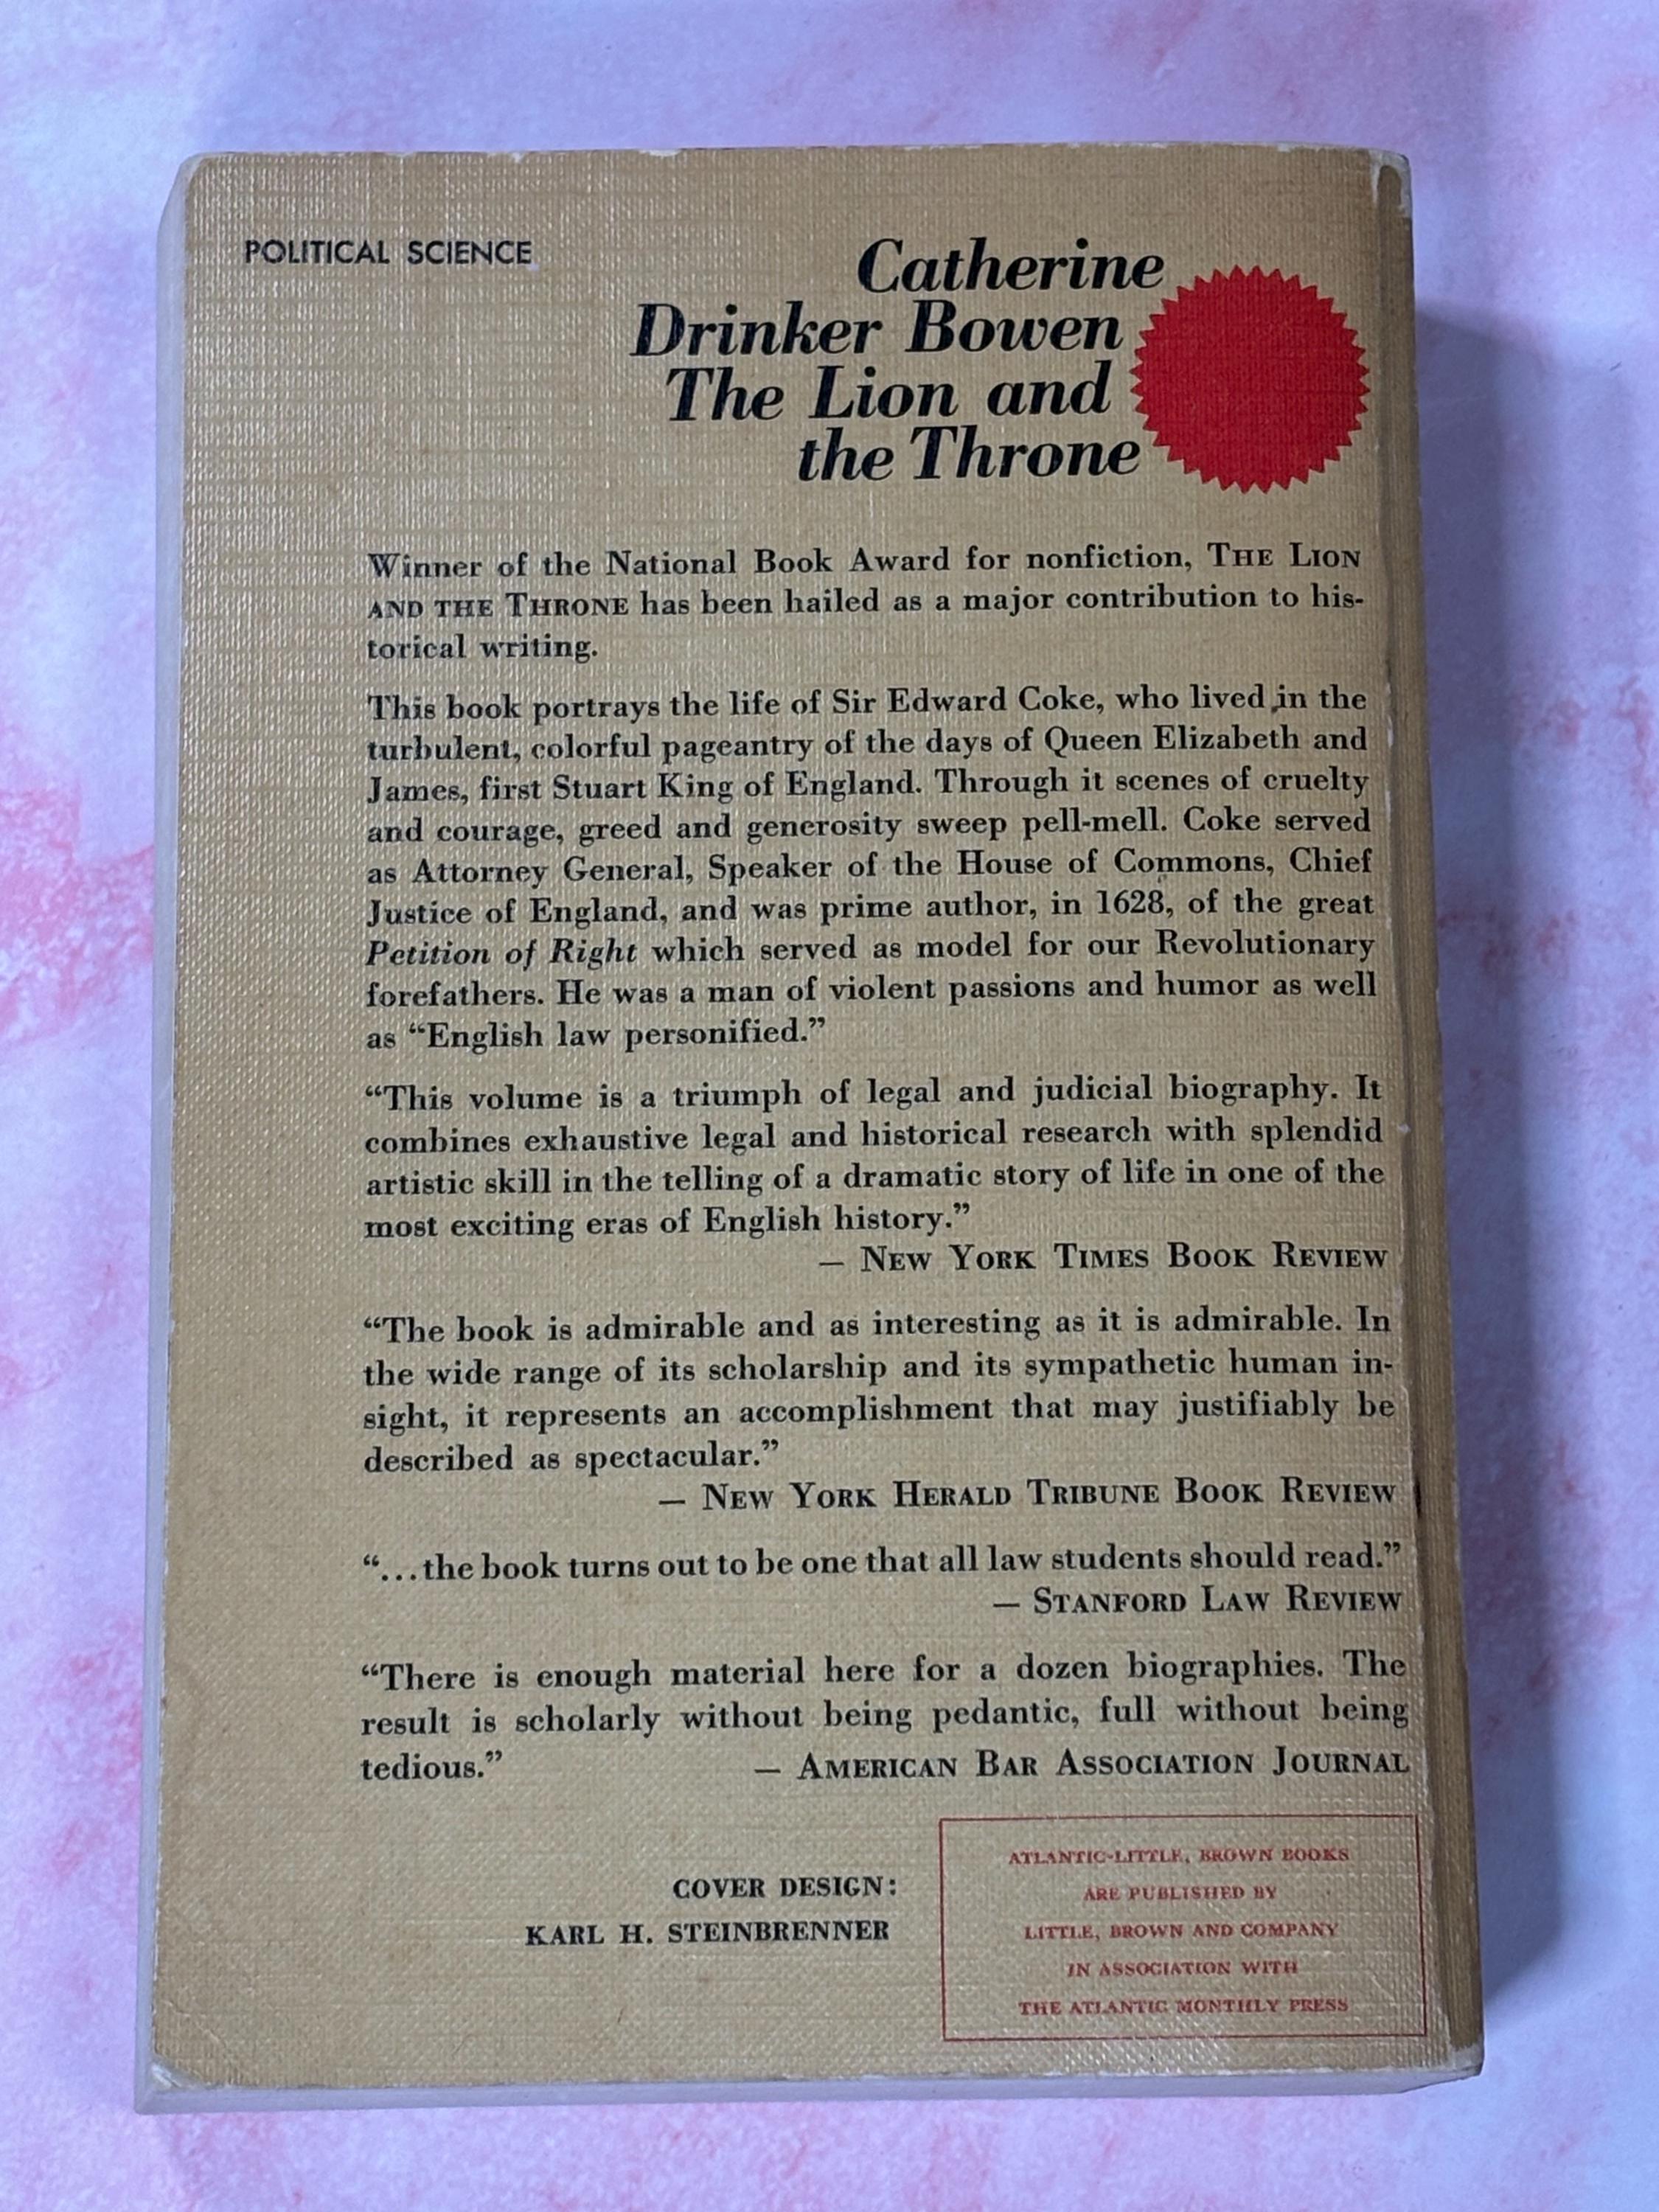 POLITICAL SCIENCE
Catherine
Drinker Bowen
The Lion and
the Throne
Winner of the National Book Award for nonfiction, THE LION
AND THE THRONE has been hailed as a major contribution to his-
torical writing.
This book portrays the life of Sir Edward Coke, who lived in the
turbulent, colorful pageantry of the days of Queen Elizabeth and
James, first Stuart King of England. Through it scenes of cruelty
and courage, greed and generosity sweep pell-mell. Coke served
as Attorney General, Speaker of the House of Commons, Chief
Justice of England, and was prime author, in 1628, of the great
Petition of Right which served as model for our Revolutionary
forefathers. He was a man of violent passions and humor as well
as “English law personified.”
“This volume is a triumph of legal and judicial biography. It
combines exhaustive legal and historical research with splendid
artistic skill in the telling of a dramatic story of life in one of the
most exciting eras of English history.”
— NEW YORK TIMES BOOK REVIEW
“The book is admirable and as interesting as it is admirable. In
the wide range of its scholarship and its sympathetic human in-
sight, it represents an accomplishment that may justifiably be
described as spectacular.”
— NEW YORK HERALD TRIBUNE BOOK REVIEW
“...the book turns out to be one that all law students should read.”
— STANFORD LAW REVIEW
“There is enough material here for a dozen biographies. The
result is scholarly without being pedantic, full without being
tedious.” — AMERICAN BAR ASSOCIATION JOURNAL
COVER DESIGN:
KARL H. STEINBRENNER
ATLANTIC-LITTLE, BROWN BOOKS
ARE PUBLISHED BY
LITTLE, BROWN AND COMPANY
IN ASSOCIATION WITH
THE ATLANTIC MONTHLY PRESS